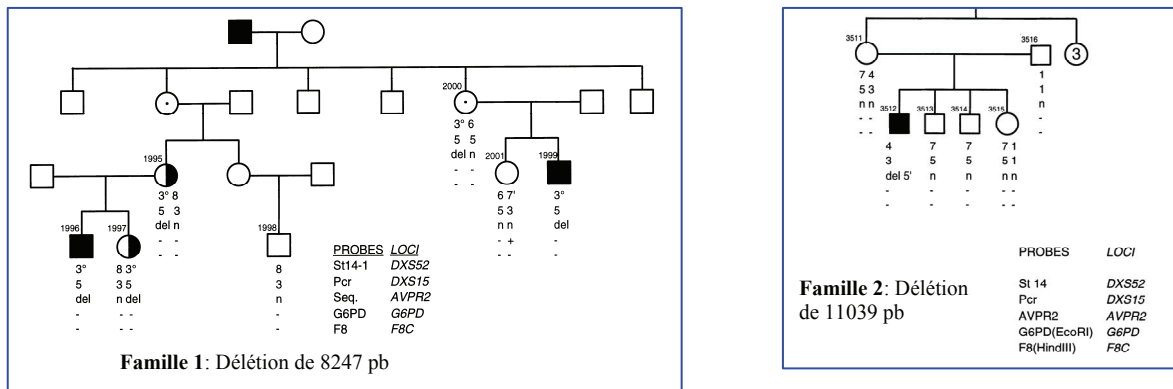 2000
3° 6
5 5
del n
- -
- -
1995
3° 8
5 3
del n
- -
- -
2001
6 7'
5 3
n n
- +
- -
1999
3°
5
del
-
-
1996
3°
5
del
-
-
1997
8 3°
3 5
n del
- -
- -
1998
8
3
n
-
-
PROBES LOCI
St14-1 DXS52
Pcr DXS15
Seq. AVPR2
G6PD G6PD
F8 F8C
Famille 1: Délétion de 8247 pb
3511
7 4
5 3
n n
- -
- -
3516
1
1
n
-
-
3
3512
4
3
del 5'
-
-
3513
7
5
n
-
-
3514
7
5
n
-
-
3515
7 1
5 1
n n
- -
- -
PROBES LOCI
St 14 DXS52
Pcr DXS15
AVPR2 AVPR2
G6PD(EcoRI) G6PD
F8(HindIII) F8C
Famille 2: Délétion
de 11039 pb